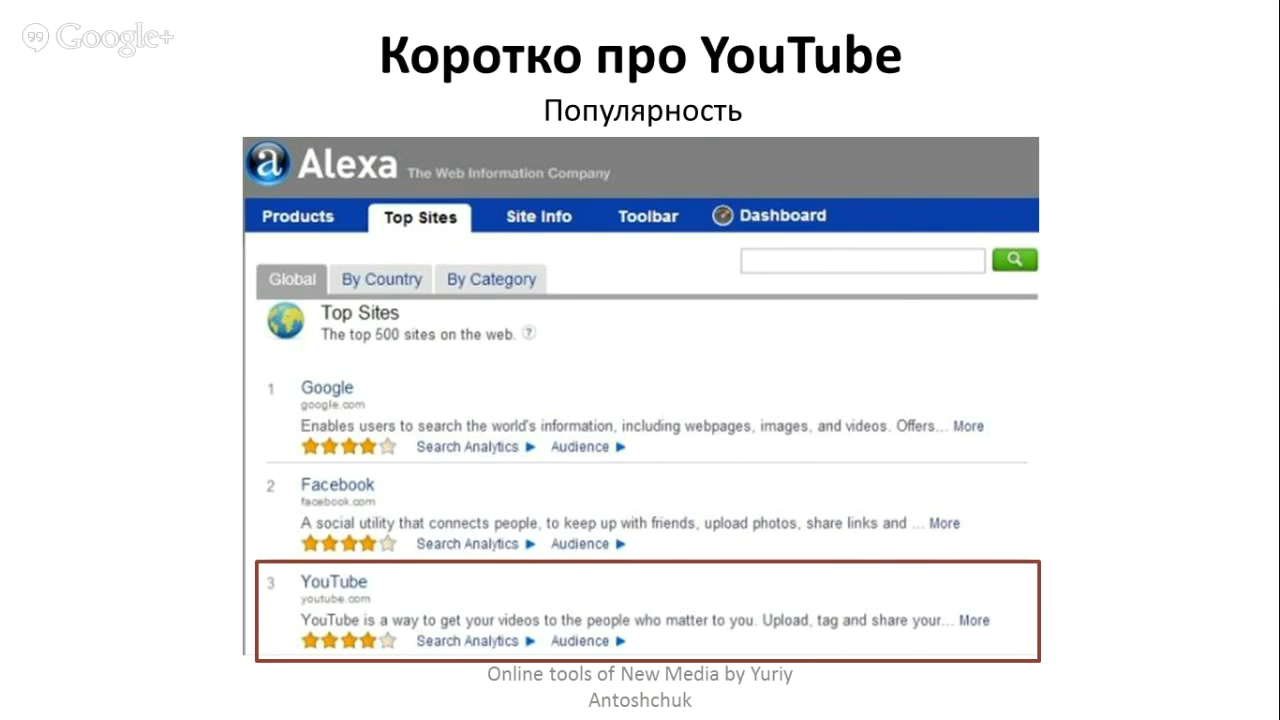 Google+
Коротко про YouTube
Популярность
a Alexa The Web Information Company
Products Top Sites Site Info Toolbar Dashboard
Global By Country By Category
Top Sites
The top 500 sites on the web. ?
1 Google
google.com
Enables users to search the world's information, including webpages, images, and videos. Offers... More
Search Analytics Audience
2 Facebook
facebook.com
A social utility that connects people, to keep up with friends, upload photos, share links and ... More
Search Analytics Audience
3 YouTube
youtube.com
YouTube is a way to get your videos to the people who matter to you. Upload, tag and share your... More
Search Analytics Audience
Online tools of New Media by Yuriy
Antoshchuk